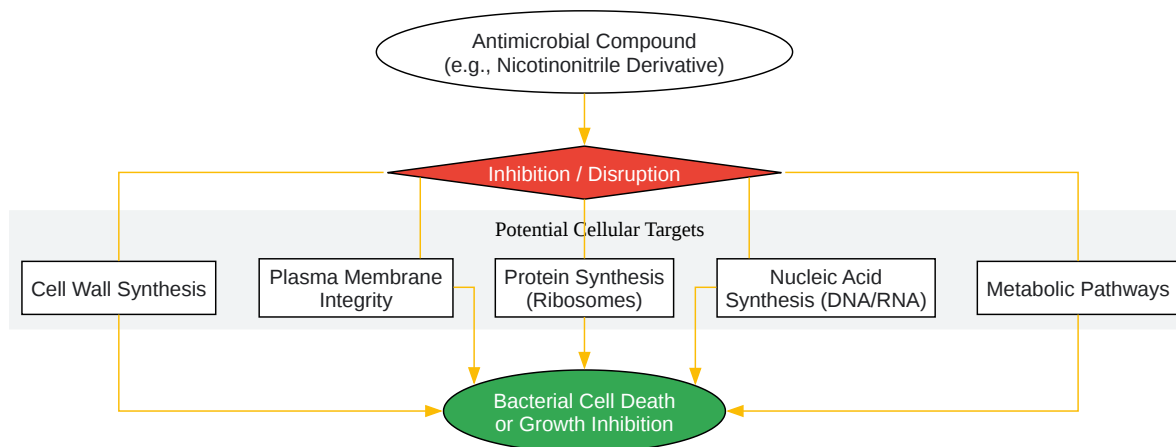 Antimicrobial Compound
(e.g., Nicotinonitrile Derivative)
Inhibition / Disruption
Potential Cellular Targets
Cell Wall Synthesis
Plasma Membrane
Integrity
Protein Synthesis
(Ribosomes)
Nucleic Acid
Synthesis (DNA/RNA)
Metabolic Pathways
Bacterial Cell Death
or Growth Inhibition